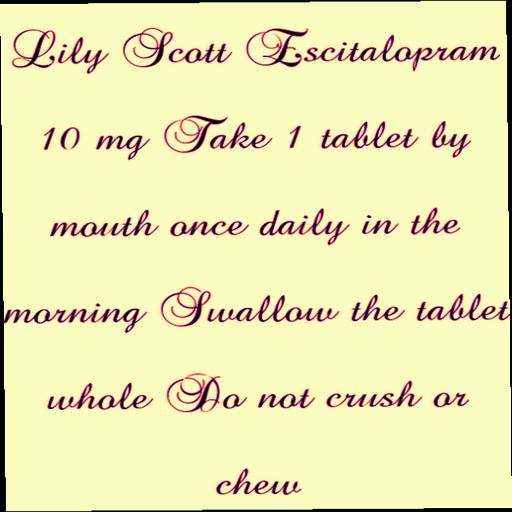 Lily Scott Escitalopram
10 mg Take 1 tablet by
mouth once daily in the
morning Swallow the tablet
whole Do not crush or
chew